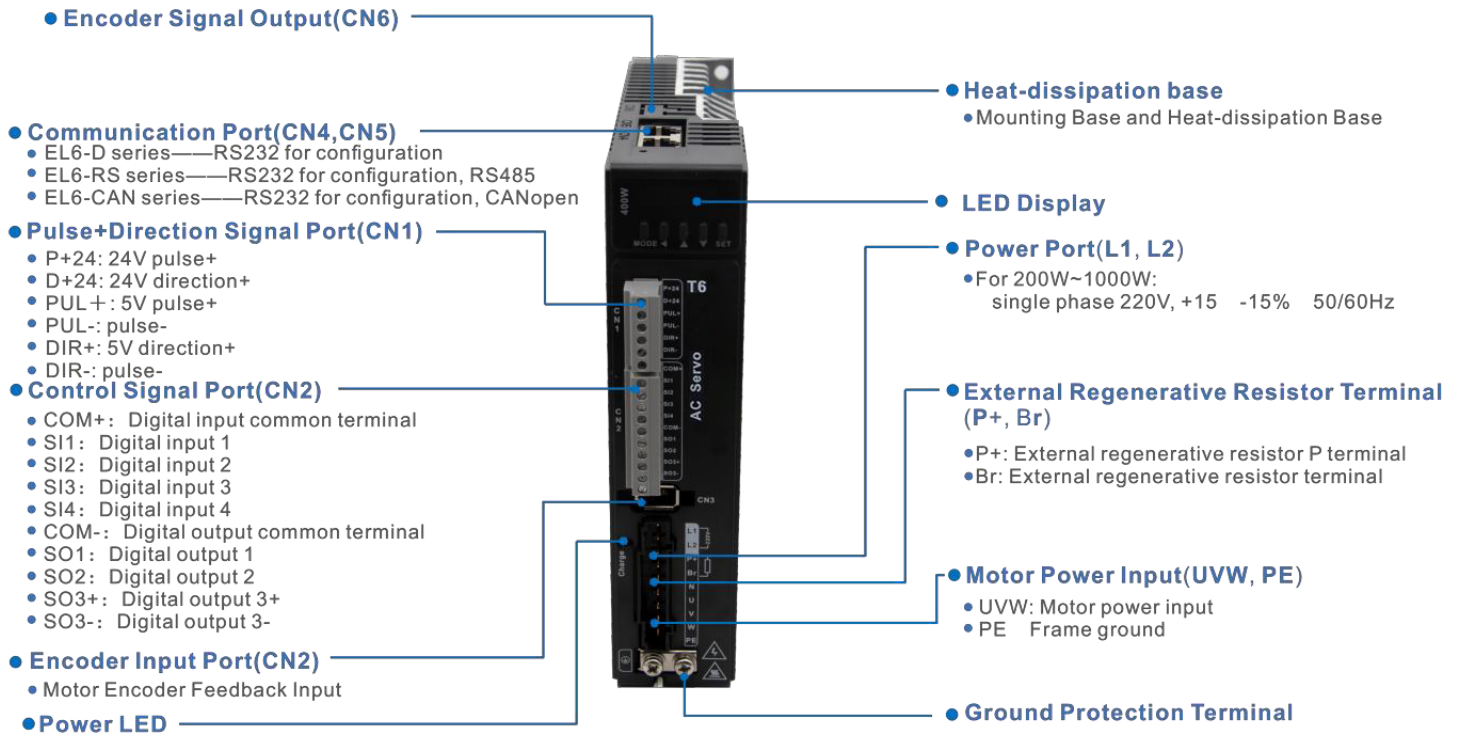 Encoder Signal Output(CN6)
Communication Port(CN4,CN5)
EL6-D series——RS232 for configuration
EL6-RS series——RS232 for configuration, RS485
EL6-CAN series——RS232 for configuration, CANopen
Pulse+Direction Signal Port(CN1)
P+24: 24V pulse+
D+24: 24V direction+
PUL+: 5V pulse+
PUL-: pulse-
DIR+: 5V direction+
DIR-: pulse-
Control Signal Port(CN2)
COM+: Digital input common terminal
SI1: Digital input 1
SI2: Digital input 2
SI3: Digital input 3
SI4: Digital input 4
COM-: Digital output common terminal
SO1: Digital output 1
SO2: Digital output 2
SO3+: Digital output 3+
SO3-: Digital output 3-
Encoder Input Port(CN2)
Motor Encoder Feedback Input
Power LED
400W
MODE
SET
T6
P+24
D+24
PUL+
PUL-
DIR+
DIR-
CN1
COM+
SI1
SI2
SI3
SI4
COM-
SO1
SO2
SO3+
SO3-
CN2
AC Servo
CN3
L1
L2
220V
P+
Br
N
U
V
W
PE
Charge
Heat-dissipation base
Mounting Base and Heat-dissipation Base
LED Display
Power Port(L1, L2)
For 200W~1000W:
single phase 220V, +15 -15% 50/60Hz
External Regenerative Resistor Terminal
(P+, Br)
P+: External regenerative resistor P terminal
Br: External regenerative resistor terminal
Motor Power Input(UVW, PE)
UVW: Motor power input
PE Frame ground
Ground Protection Terminal